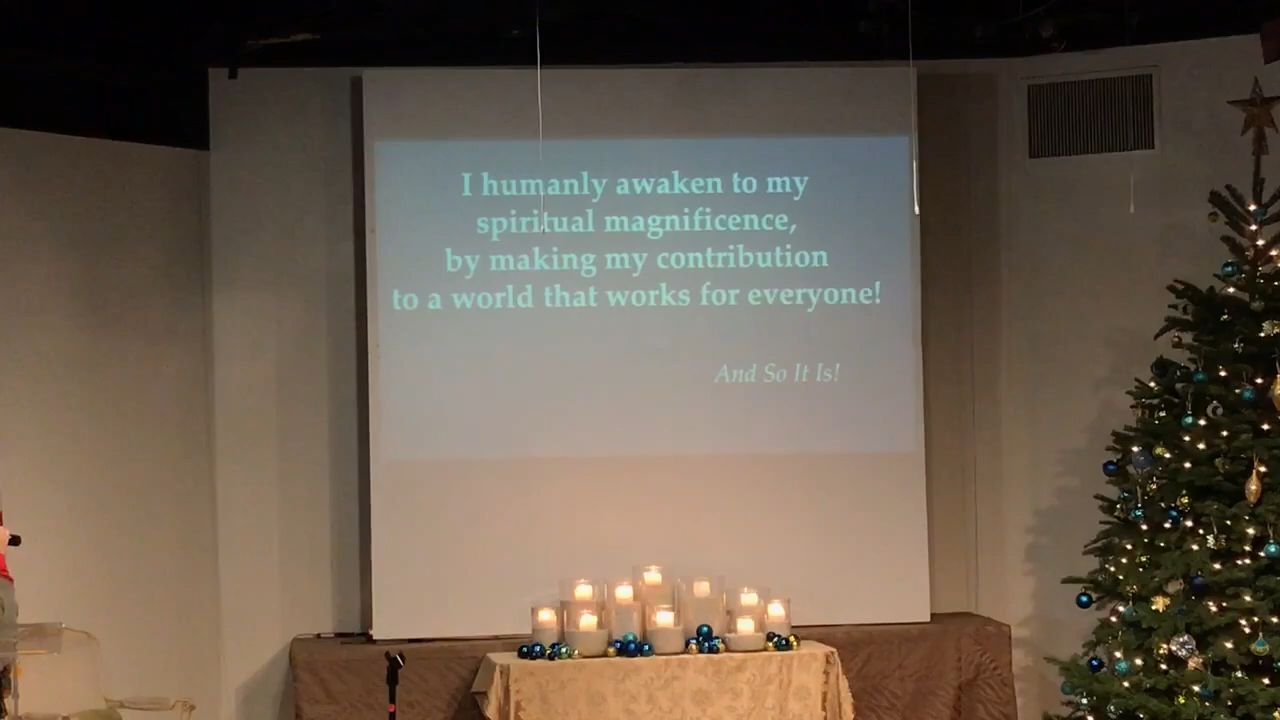 I humanly awaken to my
spiritual magnificence,
by making my contribution
to a world that works for everyone!
And So It Is!